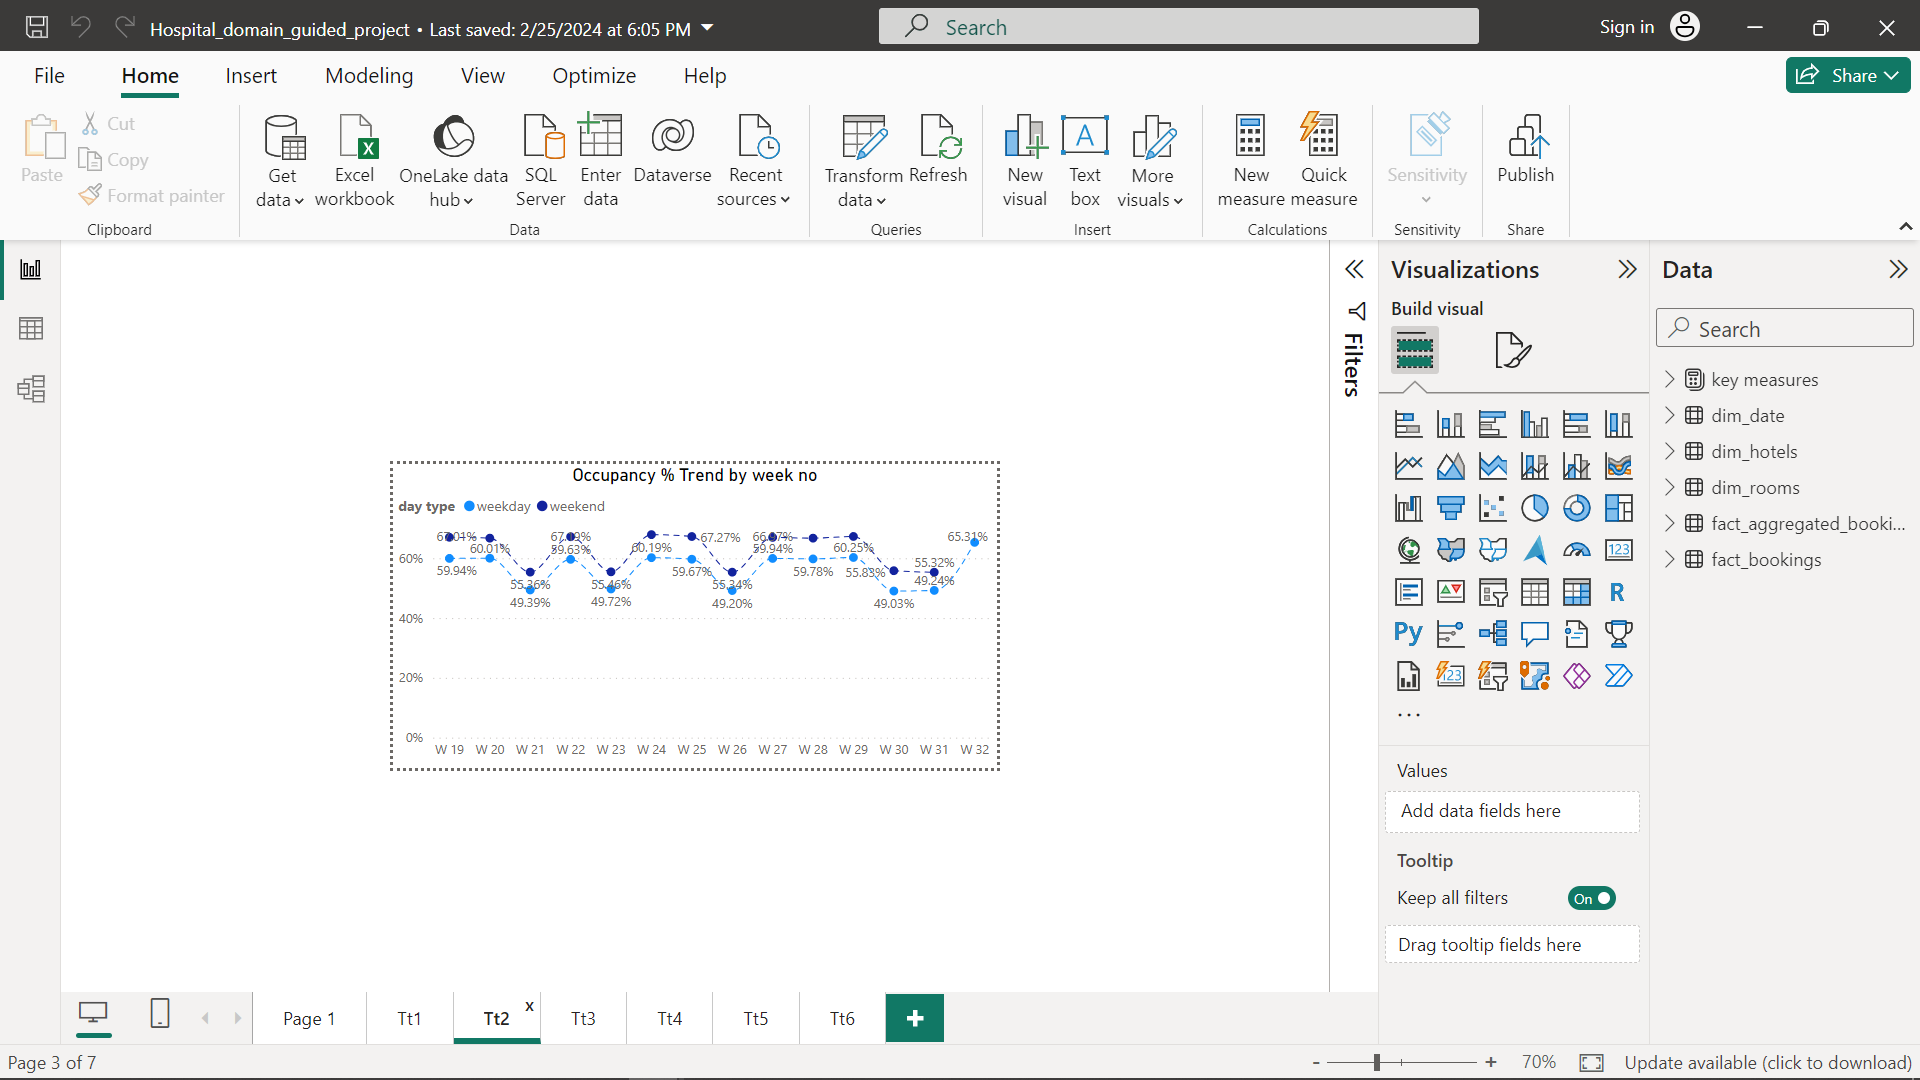 Hospital_domain_guided_project • Last saved: 2/25/2024 at 6:05 PM
Search
Sign in
File Home Insert Modeling View Optimize Help
Share
Paste
Cut
Copy
Format painter
Clipboard
Get data
Excel workbook
OneLake data hub
SQL Server
Enter data
Dataverse
Recent sources
Data
Transform data
Refresh
Queries
New visual
Text box
More visuals
Insert
New measure
Quick measure
Calculations
Sensitivity
Sensitivity
Publish
Share
Occupancy % Trend by week no
day type weekday weekend
60%
40%
20%
0%
60.01%
67.19%
59.63%
60.19%
67.27%
59.94%
60.25%
65.31%
59.94%
55.36%
49.39%
55.46%
49.72%
59.67%
55.34%
49.20%
59.78%
55.83%
49.03%
55.32%
49.24%
W 19 W 20 W 21 W 22 W 23 W 24 W 25 W 26 W 27 W 28 W 29 W 30 W 31 W 32
Filters
Visualizations
Build visual
123
R
Py
123
...
Values
Add data fields here
Tooltip
Keep all filters
On
Drag tooltip fields here
Data
Search
key measures
dim_date
dim_hotels
dim_rooms
fact_aggregated_booki...
fact_bookings
Page 1 Tt1 Tt2 x Tt3 Tt4 Tt5 Tt6 +
Page 3 of 7
- + 70%
Update available (click to download)